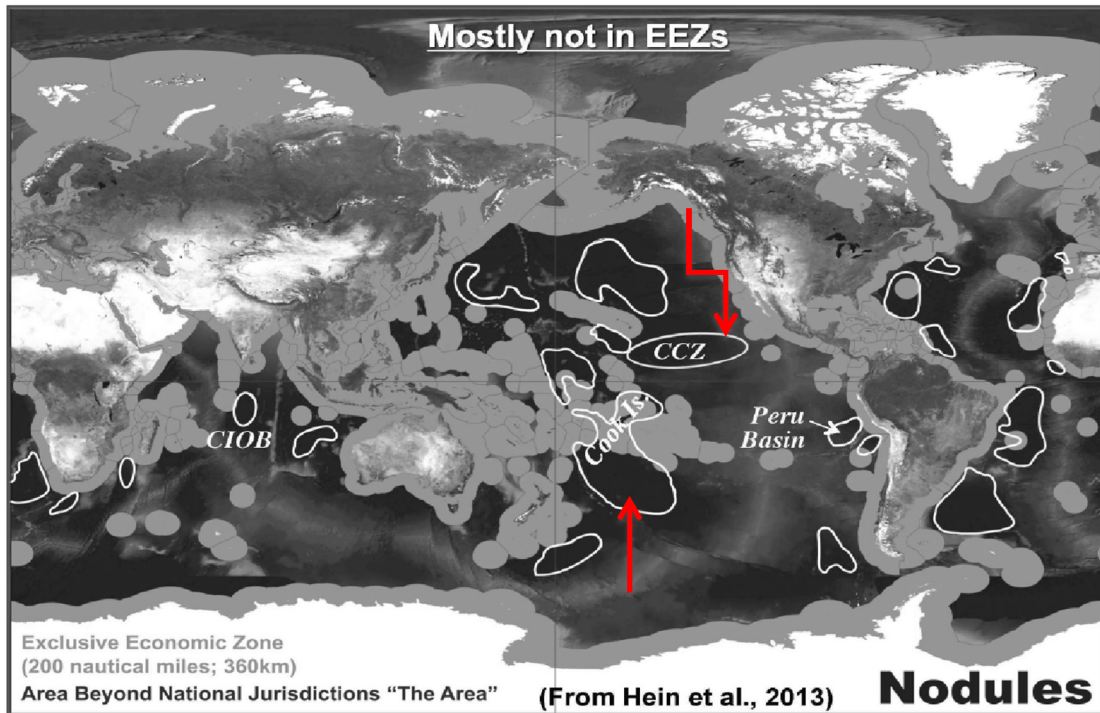 Mostly not in EEZs
CCZ
Cook Is.
CIOB
Peru
Basin
Exclusive Economic Zone
(200 nautical miles; 360km)
Area Beyond National Jurisdictions “The Area”
(From Hein et al., 2013)
Nodules